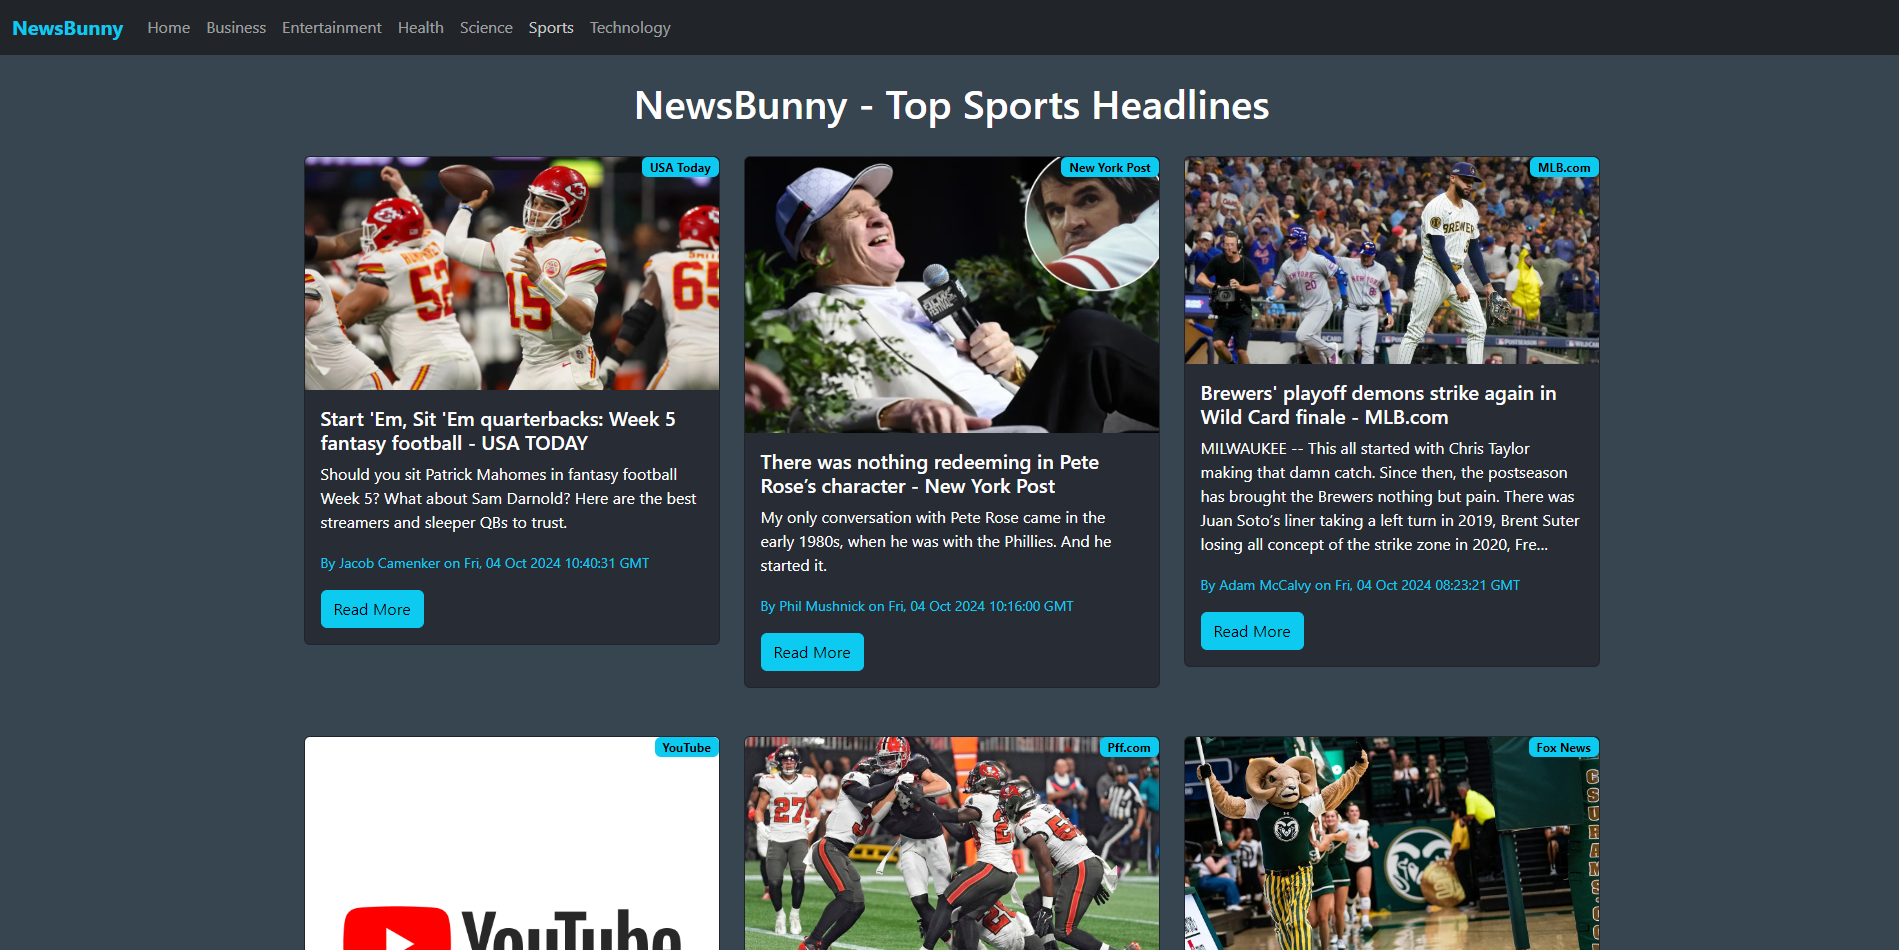 NewsBunny Home Business Entertainment Health Science Sports Technology
NewsBunny - Top Sports Headlines
USA Today
52
15
65
Start 'Em, Sit 'Em quarterbacks: Week 5
fantasy football - USA TODAY
Should you sit Patrick Mahomes in fantasy football
Week 5? What about Sam Darnold? Here are the best
streamers and sleeper QBs to trust.
By Jacob Camenker on Fri, 04 Oct 2024 10:40:31 GMT
Read More
New York Post
There was nothing redeeming in Pete
Rose’s character - New York Post
My only conversation with Pete Rose came in the
early 1980s, when he was with the Phillies. And he
started it.
By Phil Mushnick on Fri, 04 Oct 2024 10:16:00 GMT
Read More
MLB.com
BREWER
NEW YORK
20
Brewers' playoff demons strike again in
Wild Card finale - MLB.com
MILWAUKEE -- This all started with Chris Taylor
making that damn catch. Since then, the postseason
has brought the Brewers nothing but pain. There was
Juan Soto’s liner taking a left turn in 2019, Brent Suter
losing all concept of the strike zone in 2020, Fre...
By Adam McCalvy on Fri, 04 Oct 2024 08:23:21 GMT
Read More
YouTube
YouTube
Pff.com
27
Fox News